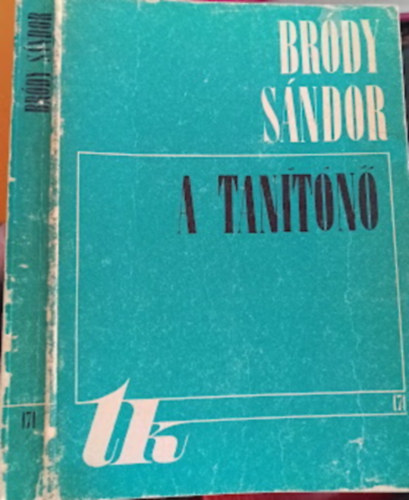 BRÓDY SÁNDOR
171
BRÓDY
SÁNDOR
A TANÍTÓNŐ
171
tk